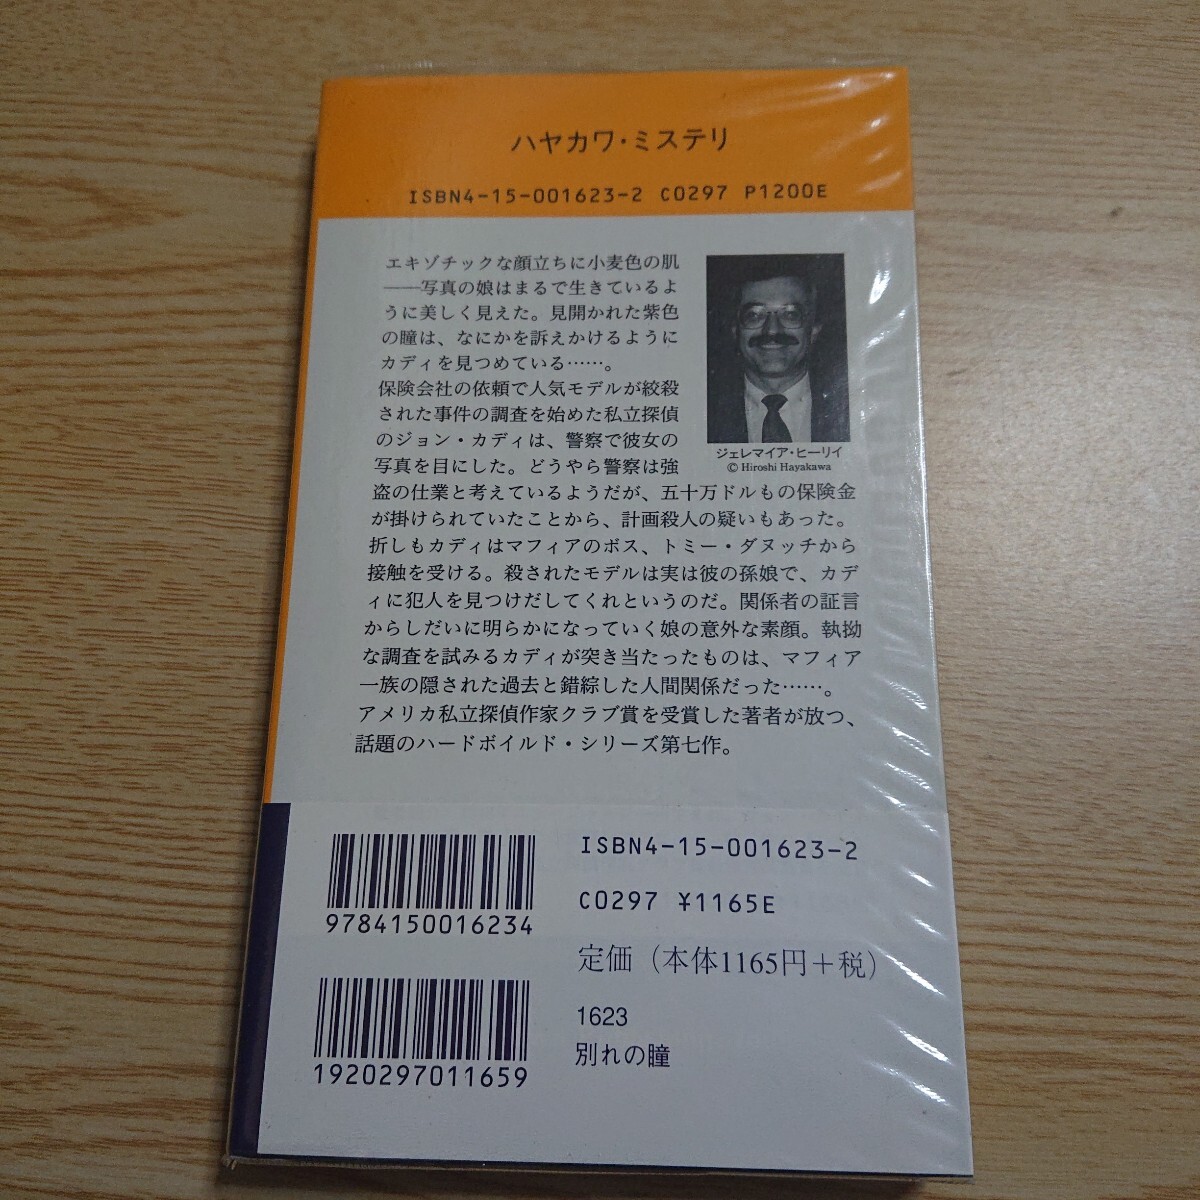 ハヤカワ・ミステリ
ISBN4-15-001623-2 C0297 P1200E
エキゾチックな顔立ちに小麦色の肌
――写真の娘はまるで生きているよ
うに美しく見えた。見開かれた紫色
の瞳は、なにかを訴えかけるように
カディを見つめている……。
保険会社の依頼で人気モデルが絞殺
された事件の調査を始めた私立探偵
のジョン・カディは、警察で彼女の
写真を目にした。どうやら警察は強
盗の仕業と考えているようだが、五十万ドルもの保険金
が掛けられていたことから、計画殺人の疑いもあった。
折しもカディはマフィアのボス、トミー・ダヌッチから
接触を受ける。殺されたモデルは実は彼の孫娘で、カデ
ィに犯人を見つけだしてくれというのだ。関係者の証言
からしだいに明らかになっていく娘の意外な素顔。執拗
な調査を試みるカディが突き当たったものは、マフィア
一族の隠された過去と錯綜した人間関係だった……。
アメリカ私立探偵作家クラブ賞を受賞した著者が放つ、
話題のハードボイルド・シリーズ第七作。
ジェレマイア・ヒーリイ
© Hiroshi Hayakawa
9784150016234
1920297011659
ISBN4-15-001623-2
C0297 ¥1165E
定価（本体1165円＋税）
1623
別れの瞳